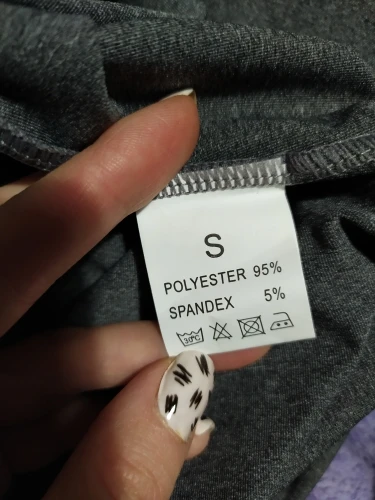 S
POLYESTER 95%
SPANDEX 5%
30°C